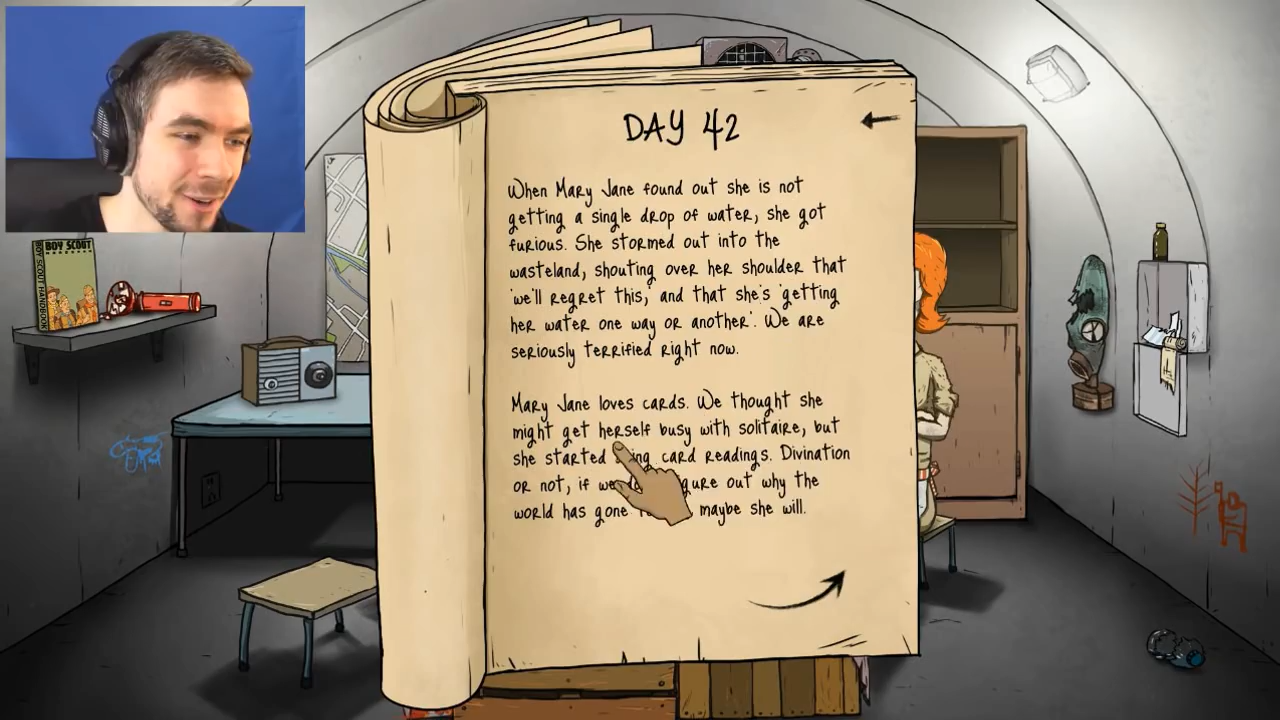 DAY 42
When Mary Jane found out she is not
getting a single drop of water, she got
furious. She stormed out into the
wasteland, shouting over her shoulder that
'we'll regret this,' and that she's 'getting
her water one way or another'. We are
seriously terrified right now.
Mary Jane loves cards. We thought she
might get herself busy with solitaire, but
she started card readings. Divination
or not, if we out why the
world has gone maybe she will.
BOY SCOUT
BOY SCOUT HANDBOOK